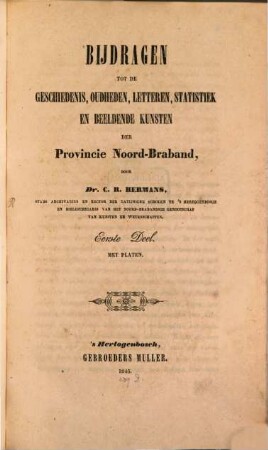 BIJDRAGEN
TOT DE
GESCHIEDENIS, OUDHEDEN, LETTEREN, STATISTIEK
EN BEELDENDE KUNSTEN
DER
Provincie Noord-Braband,
DOOR
Dr. C. R. HERMANS,
STADS ARCHIVARIUS EN RECTOR DER LATIJNSCHE SCHOLEN TE 'S HERTOGENBOSCH
EN BIBLIOTHECARIS VAN HET NOORD-BRABANDSCH GENOOTSCHAP
VAN KUNSTEN EN WETENSCHAPPEN.
Eerste Deel.
MET PLATEN.
's Hertogenbosch,
GEBROEDERS MULLER.
1845.